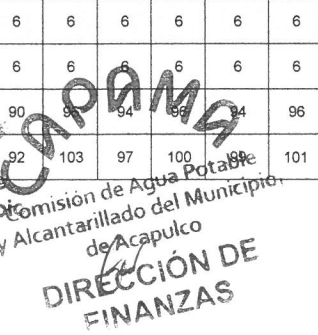 6 6 6 6 6 6
6 6 6 6 6 6
90 94 94 96
92 103 97 100 101
CAPAMA
Comisión de Agua Potable
y Alcantarillado del Municipio
de Acapulco
DIRECCIÓN DE
FINANZAS